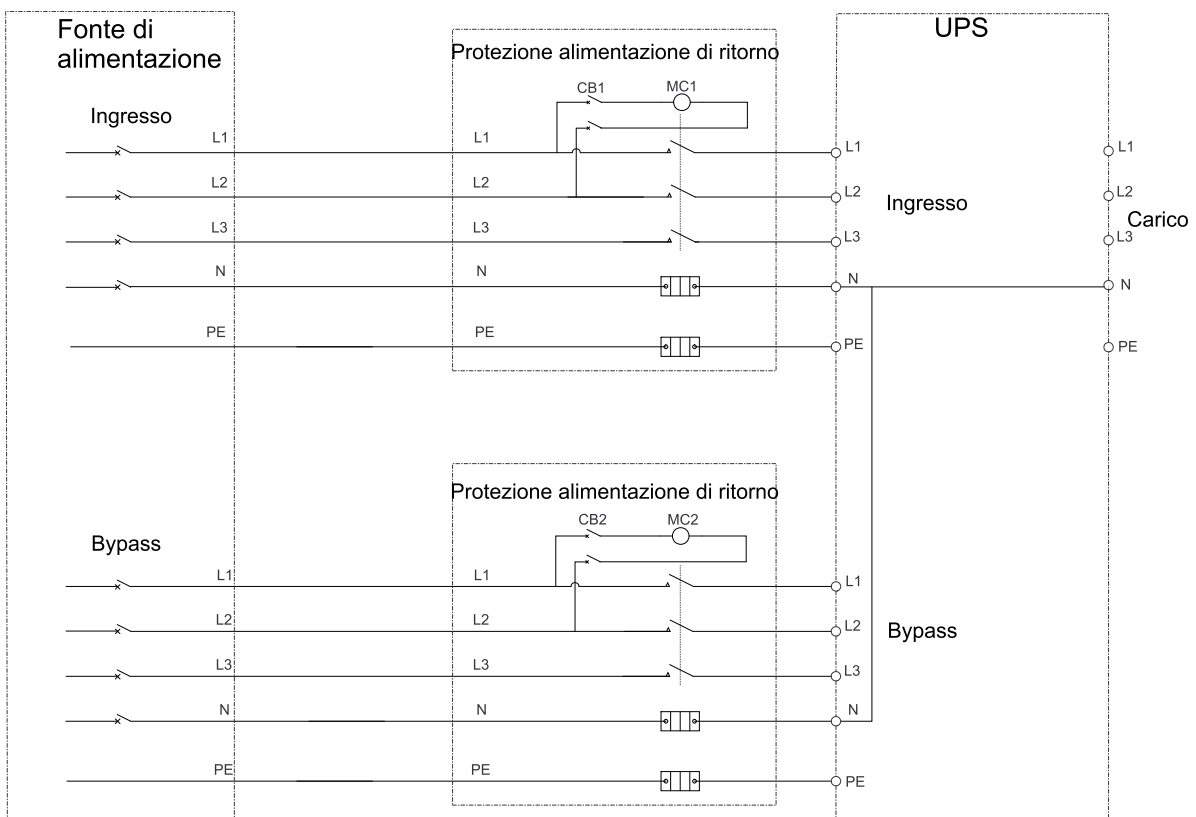 Fonte di
alimentazione
UPS
Protezione alimentazione di ritorno
CB1
MC1
Ingresso
L1
L1
L1
L1
L2
L2
L2
L2
Ingresso
Carico
L3
L3
L3
L3
N
N
N
N
PE
PE
PE
PE
Protezione alimentazione di ritorno
CB2
MC2
Bypass
L1
L1
L1
L2
L2
L2
Bypass
L3
L3
L3
N
N
N
PE
PE
PE